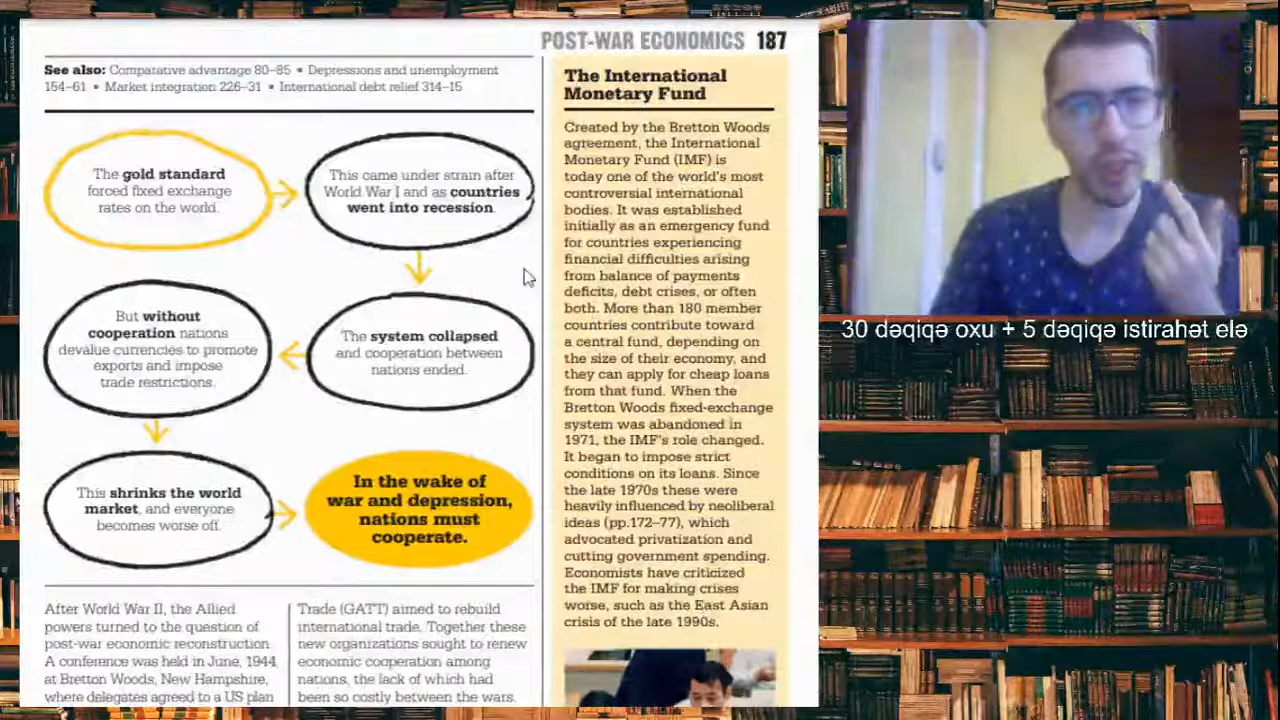 POST-WAR ECONOMICS 187
See also: Comparative advantage 80–85 ▪ Depressions and unemployment
154–61 ▪ Market integration 226–31 ▪ International debt relief 314–15
The gold standard
forced fixed exchange
rates on the world.
This came under strain after
World War I and as countries
went into recession.
The system collapsed
and cooperation between
nations ended.
But without
cooperation nations
devalue currencies to promote
exports and impose
trade restrictions.
This shrinks the world
market, and everyone
becomes worse off.
In the wake of
war and depression,
nations must
cooperate.
After World War II, the Allied
powers turned to the question of
post-war economic reconstruction.
A conference was held in June, 1944,
at Bretton Woods, New Hampshire,
where delegates agreed to a US plan
Trade (GATT) aimed to rebuild
international trade. Together these
new organizations sought to renew
economic cooperation among
nations, the lack of which had
been so costly between the wars.
The International
Monetary Fund
Created by the Bretton Woods
agreement, the International
Monetary Fund (IMF) is
today one of the world's most
controversial international
bodies. It was established
initially as an emergency fund
for countries experiencing
financial difficulties arising
from balance of payments
deficits, debt crises, or often
both. More than 180 member
countries contribute toward
a central fund, depending on
the size of their economy, and
they can apply for cheap loans
from that fund. When the
Bretton Woods fixed-exchange
system was abandoned in
1971, the IMF's role changed.
It began to impose strict
conditions on its loans. Since
the late 1970s these were
heavily influenced by neoliberal
ideas (pp.172–77), which
advocated privatization and
cutting government spending.
Economists have criticized
the IMF for making crises
worse, such as the East Asian
crisis of the late 1990s.
30 dəqiqə oxu + 5 dəqiqə istirahət elə